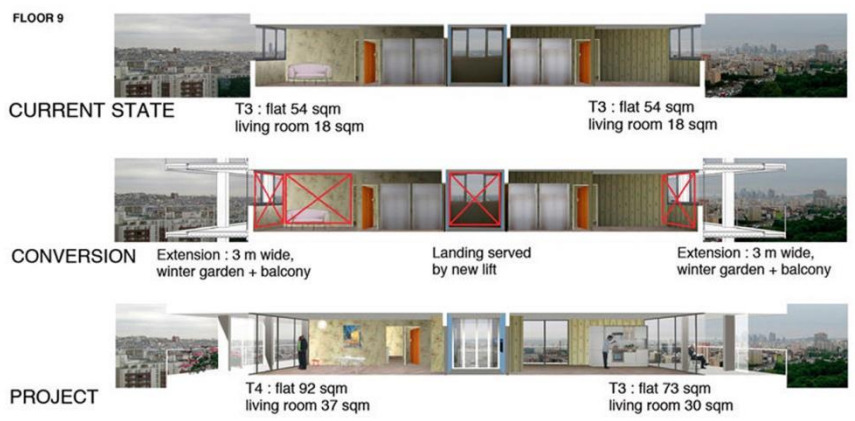 FLOOR 9
CURRENT STATE
T3 : flat 54 sqm
living room 18 sqm
T3 : flat 54 sqm
living room 18 sqm
CONVERSION
Extension : 3 m wide,
winter garden + balcony
Landing served
by new lift
Extension : 3 m wide,
winter garden + balcony
PROJECT
T4 : flat 92 sqm
living room 37 sqm
T3 : flat 73 sqm
living room 30 sqm